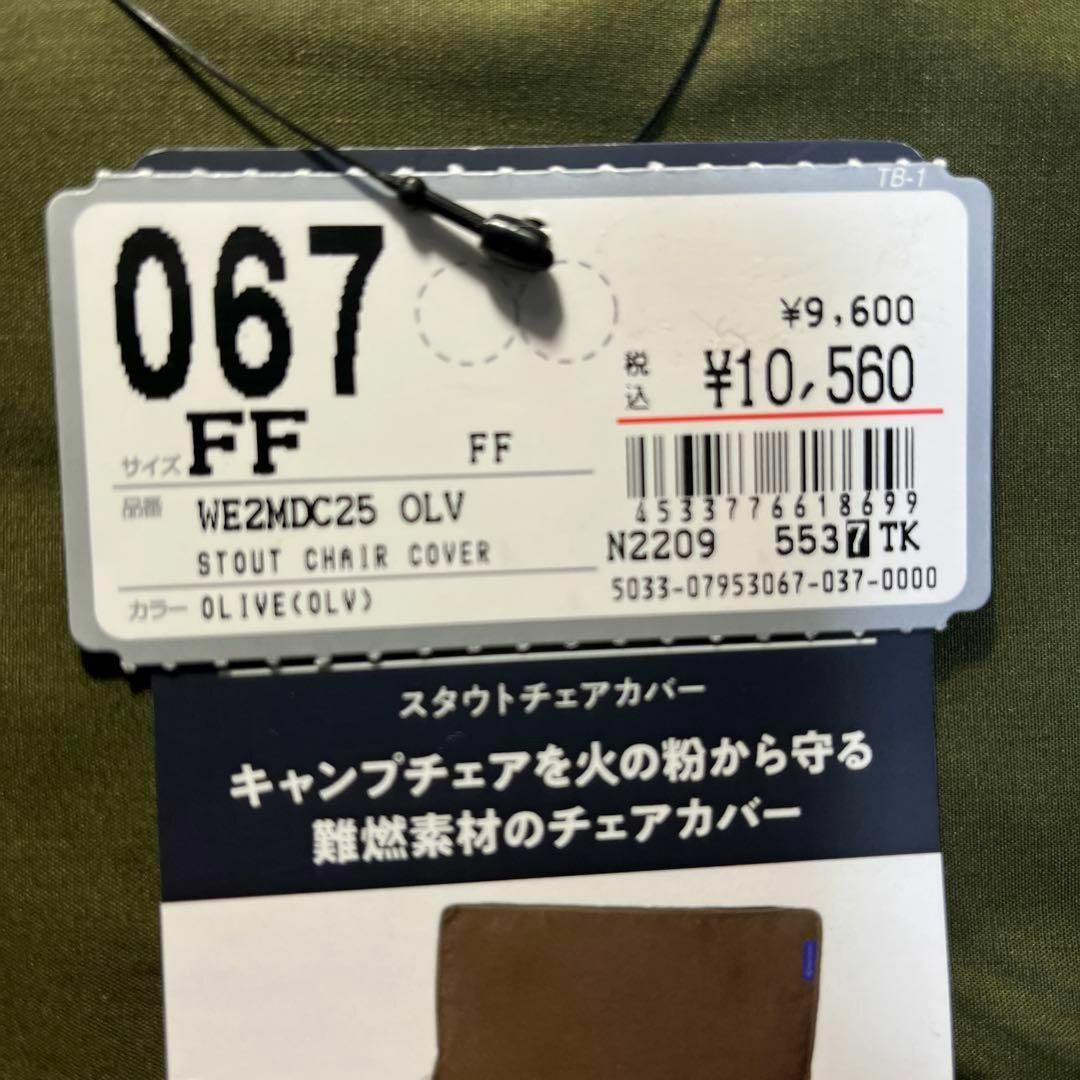 TB-1
067
¥9,600
税込 ¥10,560
サイズ FF FF
品番 WE2MDC25 OLV
STOUT CHAIR COVER
カラー OLIVE(OLV)
4533776618699
N2209 5537TK
5033-07953067-037-0000
スタウトチェアカバー
キャンプチェアを火の粉から守る
難燃素材のチェアカバー